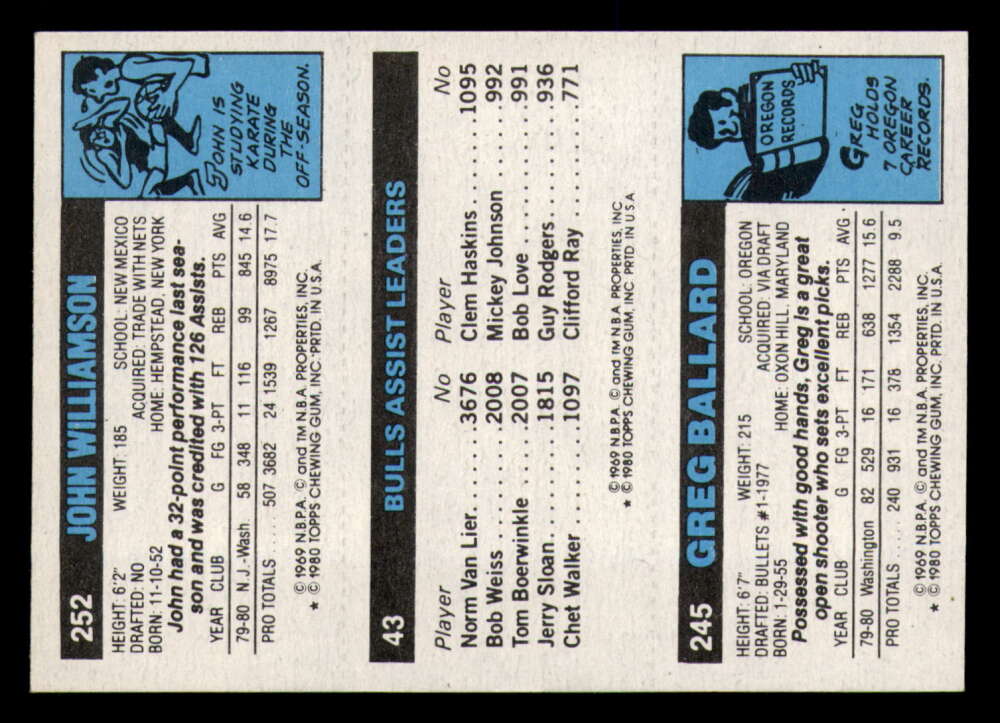 252 JOHN WILLIAMSON
HEIGHT: 6'2" WEIGHT: 185 SCHOOL: NEW MEXICO
DRAFTED: NO ACQUIRED: TRADE WITH NETS
BORN: 11-10-52 HOME: HEMPSTEAD, NEW YORK
John had a 32-point performance last sea-
son and was credited with 126 Assists.
YEAR CLUB G FG 3-PT FT REB PTS AVG
79-80 N.J.-Wash 58 348 11 116 99 845 14.6
PRO TOTALS .... 507 3682 24 1539 1267 8975 17.7
© 1969 N.B.P.A. © and TM N.B.A. PROPERTIES, INC.
★ © 1980 TOPPS CHEWING GUM, INC. PRTD. IN U.S.A.
JOHN IS
STUDYING
KARATE
DURING
THE
OFF-SEASON.
43 BULLS ASSIST LEADERS
Player No Player No
Norm Van Lier....3676 Clem Haskins.....1095
Bob Weiss.......2008 Mickey Johnson....992
Tom Boerwinkle..2007 Bob Love.........991
Jerry Sloan......1815 Guy Rodgers......936
Chet Walker.....1097 Clifford Ray......771
© 1969 N.B.P.A. © and TM N.B.A. PROPERTIES, INC
★ © 1980 TOPPS CHEWING GUM, INC PRTD IN U.S.A
245 GREG BALLARD
HEIGHT: 6'7" WEIGHT: 215 SCHOOL: OREGON
DRAFTED: BULLETS #1-1977 ACQUIRED: VIA DRAFT
BORN: 1-29-55 HOME: OXON HILL, MARYLAND
Possessed with good hands, Greg is a great
open shooter who sets excellent picks.
YEAR CLUB G FG 3-PT FT REB PTS AVG.
79-80 Washington 82 529 16 171 638 1277 15.6
PRO TOTALS .... 240 931 16 378 1354 2288 9.5
© 1969 N.B.P.A. © and TM N.B.A. PROPERTIES, INC.
★ © 1980 TOPPS CHEWING GUM, INC. PRTD. IN U.S.A.
OREGON
RECORDS
GREG
HOLDS
7 OREGON
CAREER
RECORDS.